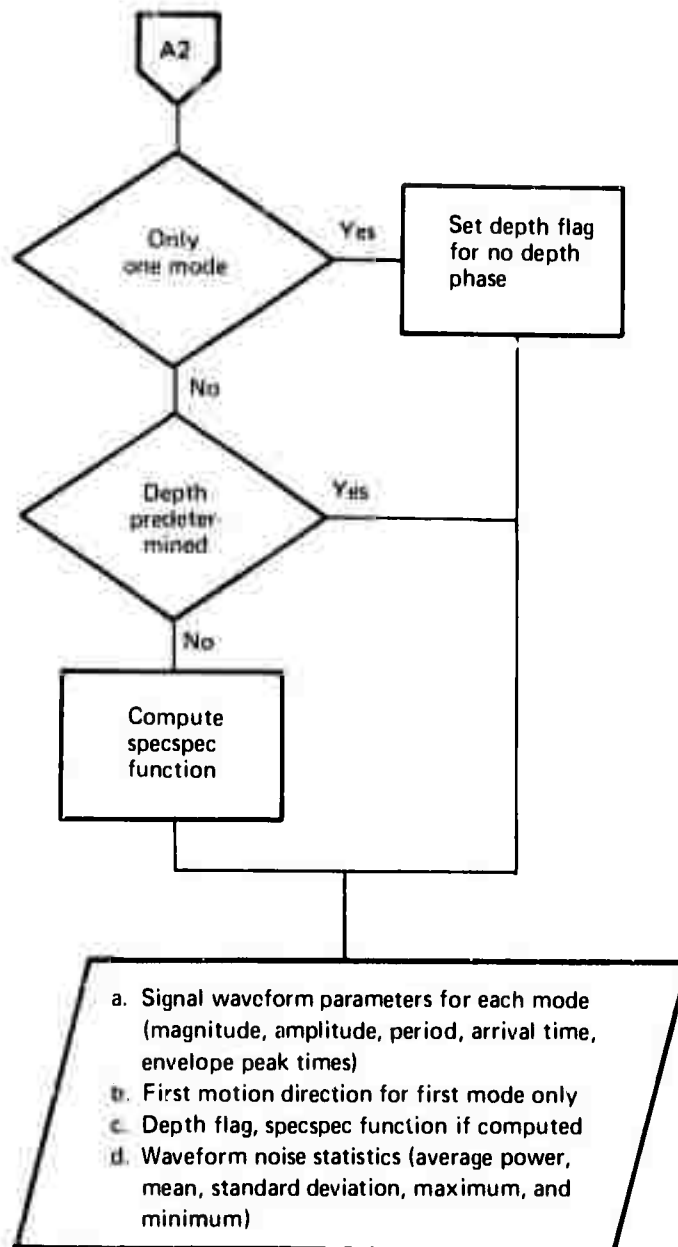 A2
Only
one mode
Yes
Set depth flag
for no depth
phase
No
Depth
predeter-
mined
Yes
No
Compute
specspec
function
a. Signal waveform parameters for each mode
(magnitude, amplitude, period, arrival time,
envelope peak times)
b. First motion direction for first mode only
c. Depth flag, specspec function if computed
d. Waveform noise statistics (average power,
mean, standard deviation, maximum, and
minimum)